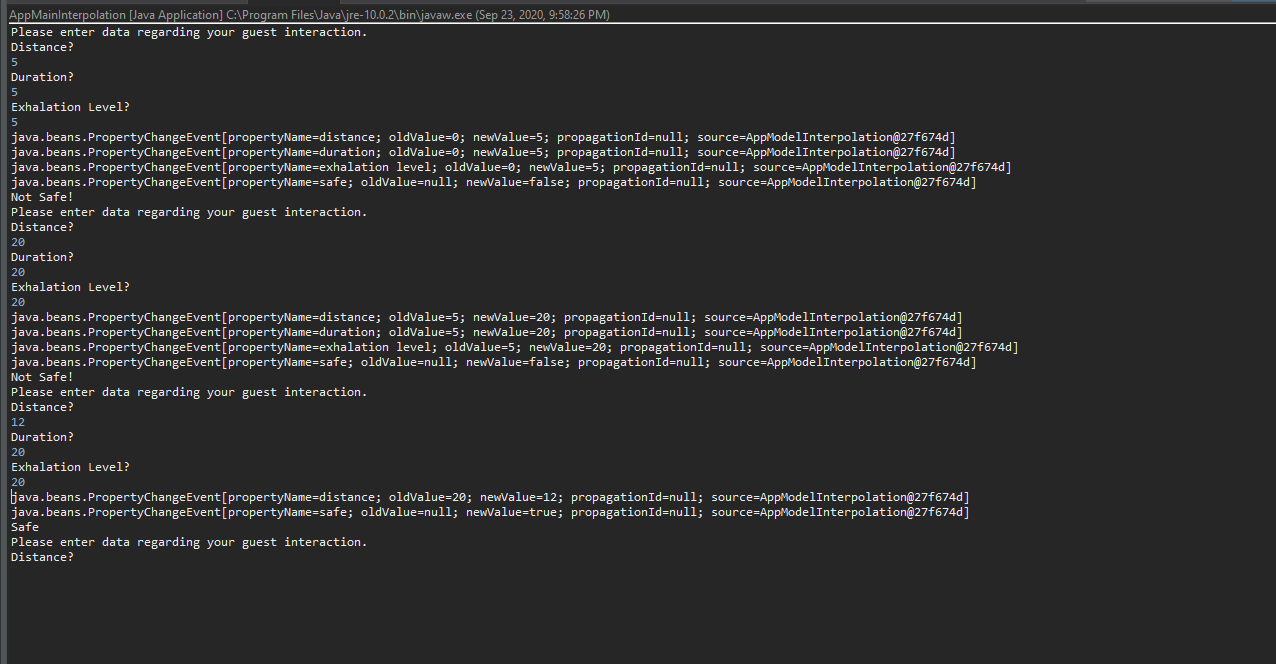 AppMainInterpolation [Java Application] C:\Program Files\Java\jre-10.0.2\bin\javaw.exe (Sep 23, 2020, 9:58:26 PM)
Please enter data regarding your guest interaction.
Distance?
5
Duration?
5
Exhalation Level?
5
java.beans.PropertyChangeEvent[propertyName=distance; oldValue=0; newValue=5; propagationId=null; source=AppModelInterpolation@27f674d]
java.beans.PropertyChangeEvent[propertyName=duration; oldValue=0; newValue=5; propagationId=null; source=AppModelInterpolation@27f674d]
java.beans.PropertyChangeEvent[propertyName=exhalation level; oldValue=0; newValue=5; propagationId=null; source=AppModelInterpolation@27f674d]
java.beans.PropertyChangeEvent[propertyName=safe; oldValue=null; newValue=false; propagationId=null; source=AppModelInterpolation@27f674d]
Not Safe!
Please enter data regarding your guest interaction.
Distance?
20
Duration?
20
Exhalation Level?
20
java.beans.PropertyChangeEvent[propertyName=distance; oldValue=5; newValue=20; propagationId=null; source=AppModelInterpolation@27f674d]
java.beans.PropertyChangeEvent[propertyName=duration; oldValue=5; newValue=20; propagationId=null; source=AppModelInterpolation@27f674d]
java.beans.PropertyChangeEvent[propertyName=exhalation level; oldValue=5; newValue=20; propagationId=null; source=AppModelInterpolation@27f674d]
java.beans.PropertyChangeEvent[propertyName=safe; oldValue=null; newValue=false; propagationId=null; source=AppModelInterpolation@27f674d]
Not Safe!
Please enter data regarding your guest interaction.
Distance?
12
Duration?
20
Exhalation Level?
20
java.beans.PropertyChangeEvent[propertyName=distance; oldValue=20; newValue=12; propagationId=null; source=AppModelInterpolation@27f674d]
java.beans.PropertyChangeEvent[propertyName=safe; oldValue=null; newValue=true; propagationId=null; source=AppModelInterpolation@27f674d]
Safe
Please enter data regarding your guest interaction.
Distance?